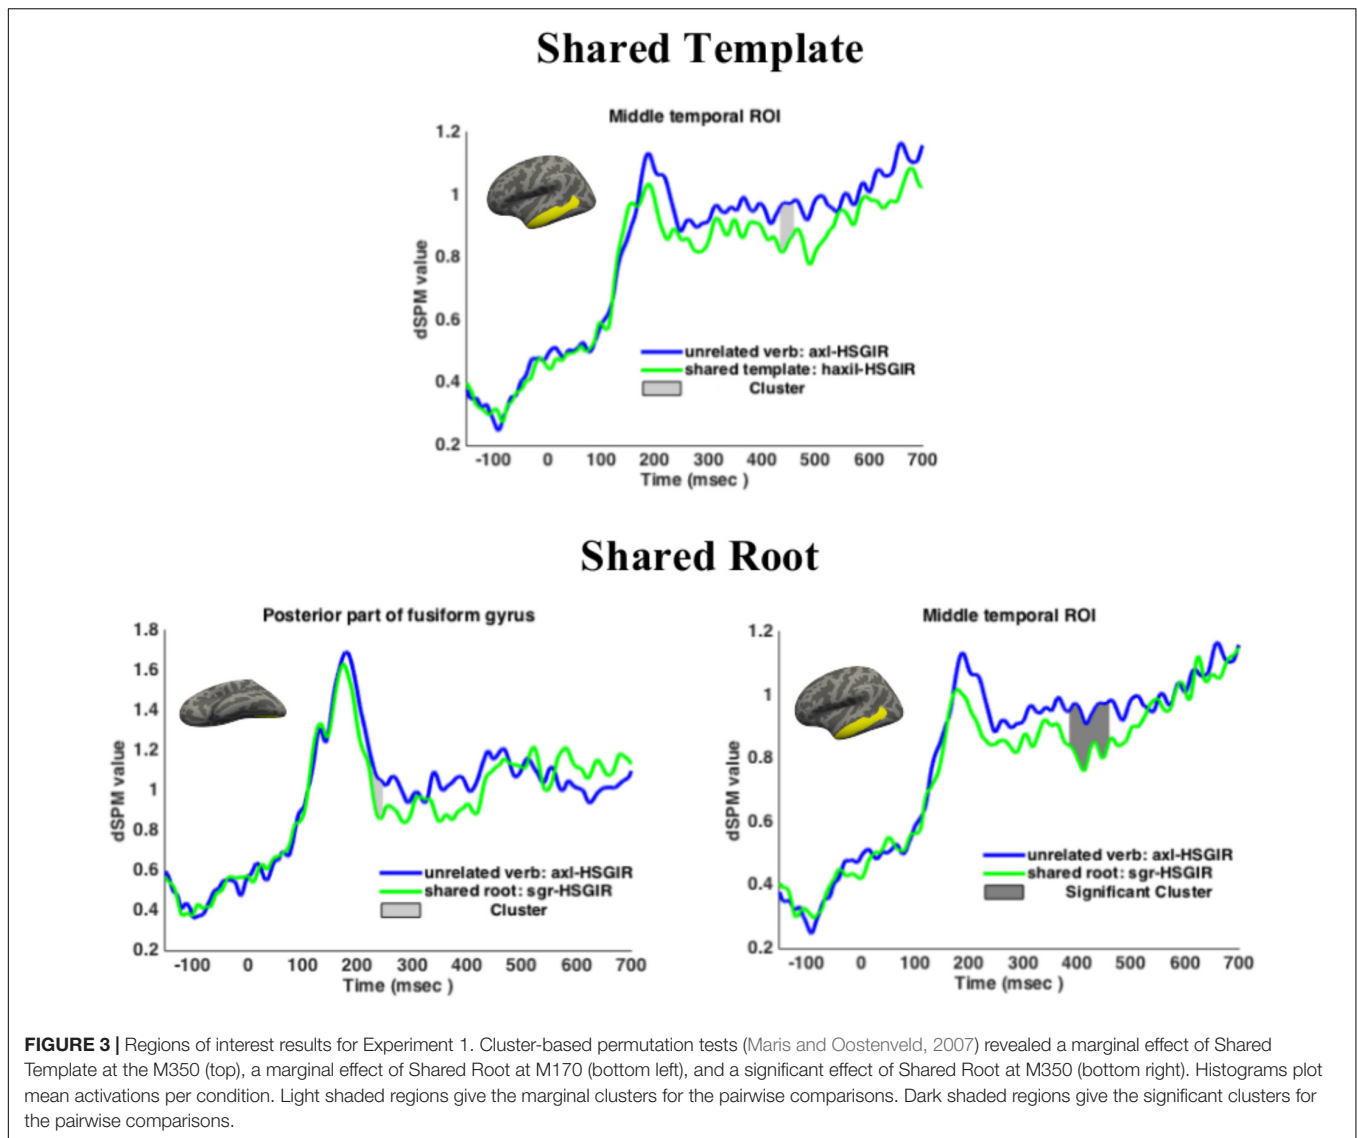 Shared Template
Middle temporal ROI
1.2
1
0.8
0.6
0.4
0.2
dSPM value
unrelated verb: axl-HSGIR
shared template: haxil-HSGIR
Cluster
-100 0 100 200 300 400 500 600 700
Time (msec )
Shared Root
Posterior part of fusiform gyrus
1.8
1.6
1.4
1.2
1
0.8
0.6
0.4
0.2
dSPM value
unrelated verb: axl-HSGIR
shared root: sgr-HSGIR
Cluster
-100 0 100 200 300 400 500 600 700
Time (msec )
Middle temporal ROI
1.2
1
0.8
0.6
0.4
0.2
dSPM value
unrelated verb: axl-HSGIR
shared root: sgr-HSGIR
Significant Cluster
-100 0 100 200 300 400 500 600 700
Time (msec )
FIGURE 3 | Regions of interest results for Experiment 1. Cluster-based permutation tests (Maris and Oostenveld, 2007) revealed a marginal effect of Shared
Template at the M350 (top), a marginal effect of Shared Root at M170 (bottom left), and a significant effect of Shared Root at M350 (bottom right). Histograms plot
mean activations per condition. Light shaded regions give the marginal clusters for the pairwise comparisons. Dark shaded regions give the significant clusters for
the pairwise comparisons.